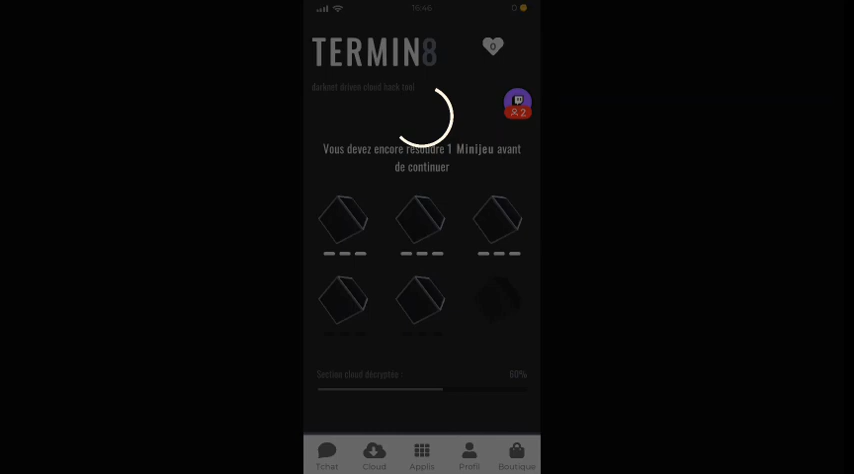 16:46
0
TERMIN8
0
darknet driven cloud hack tool
2
Vous devez encore résoudre 1 Minijeu avant
de continuer
Section cloud décryptée
60%
Tchat
Cloud
Applis
Profil
Boutique